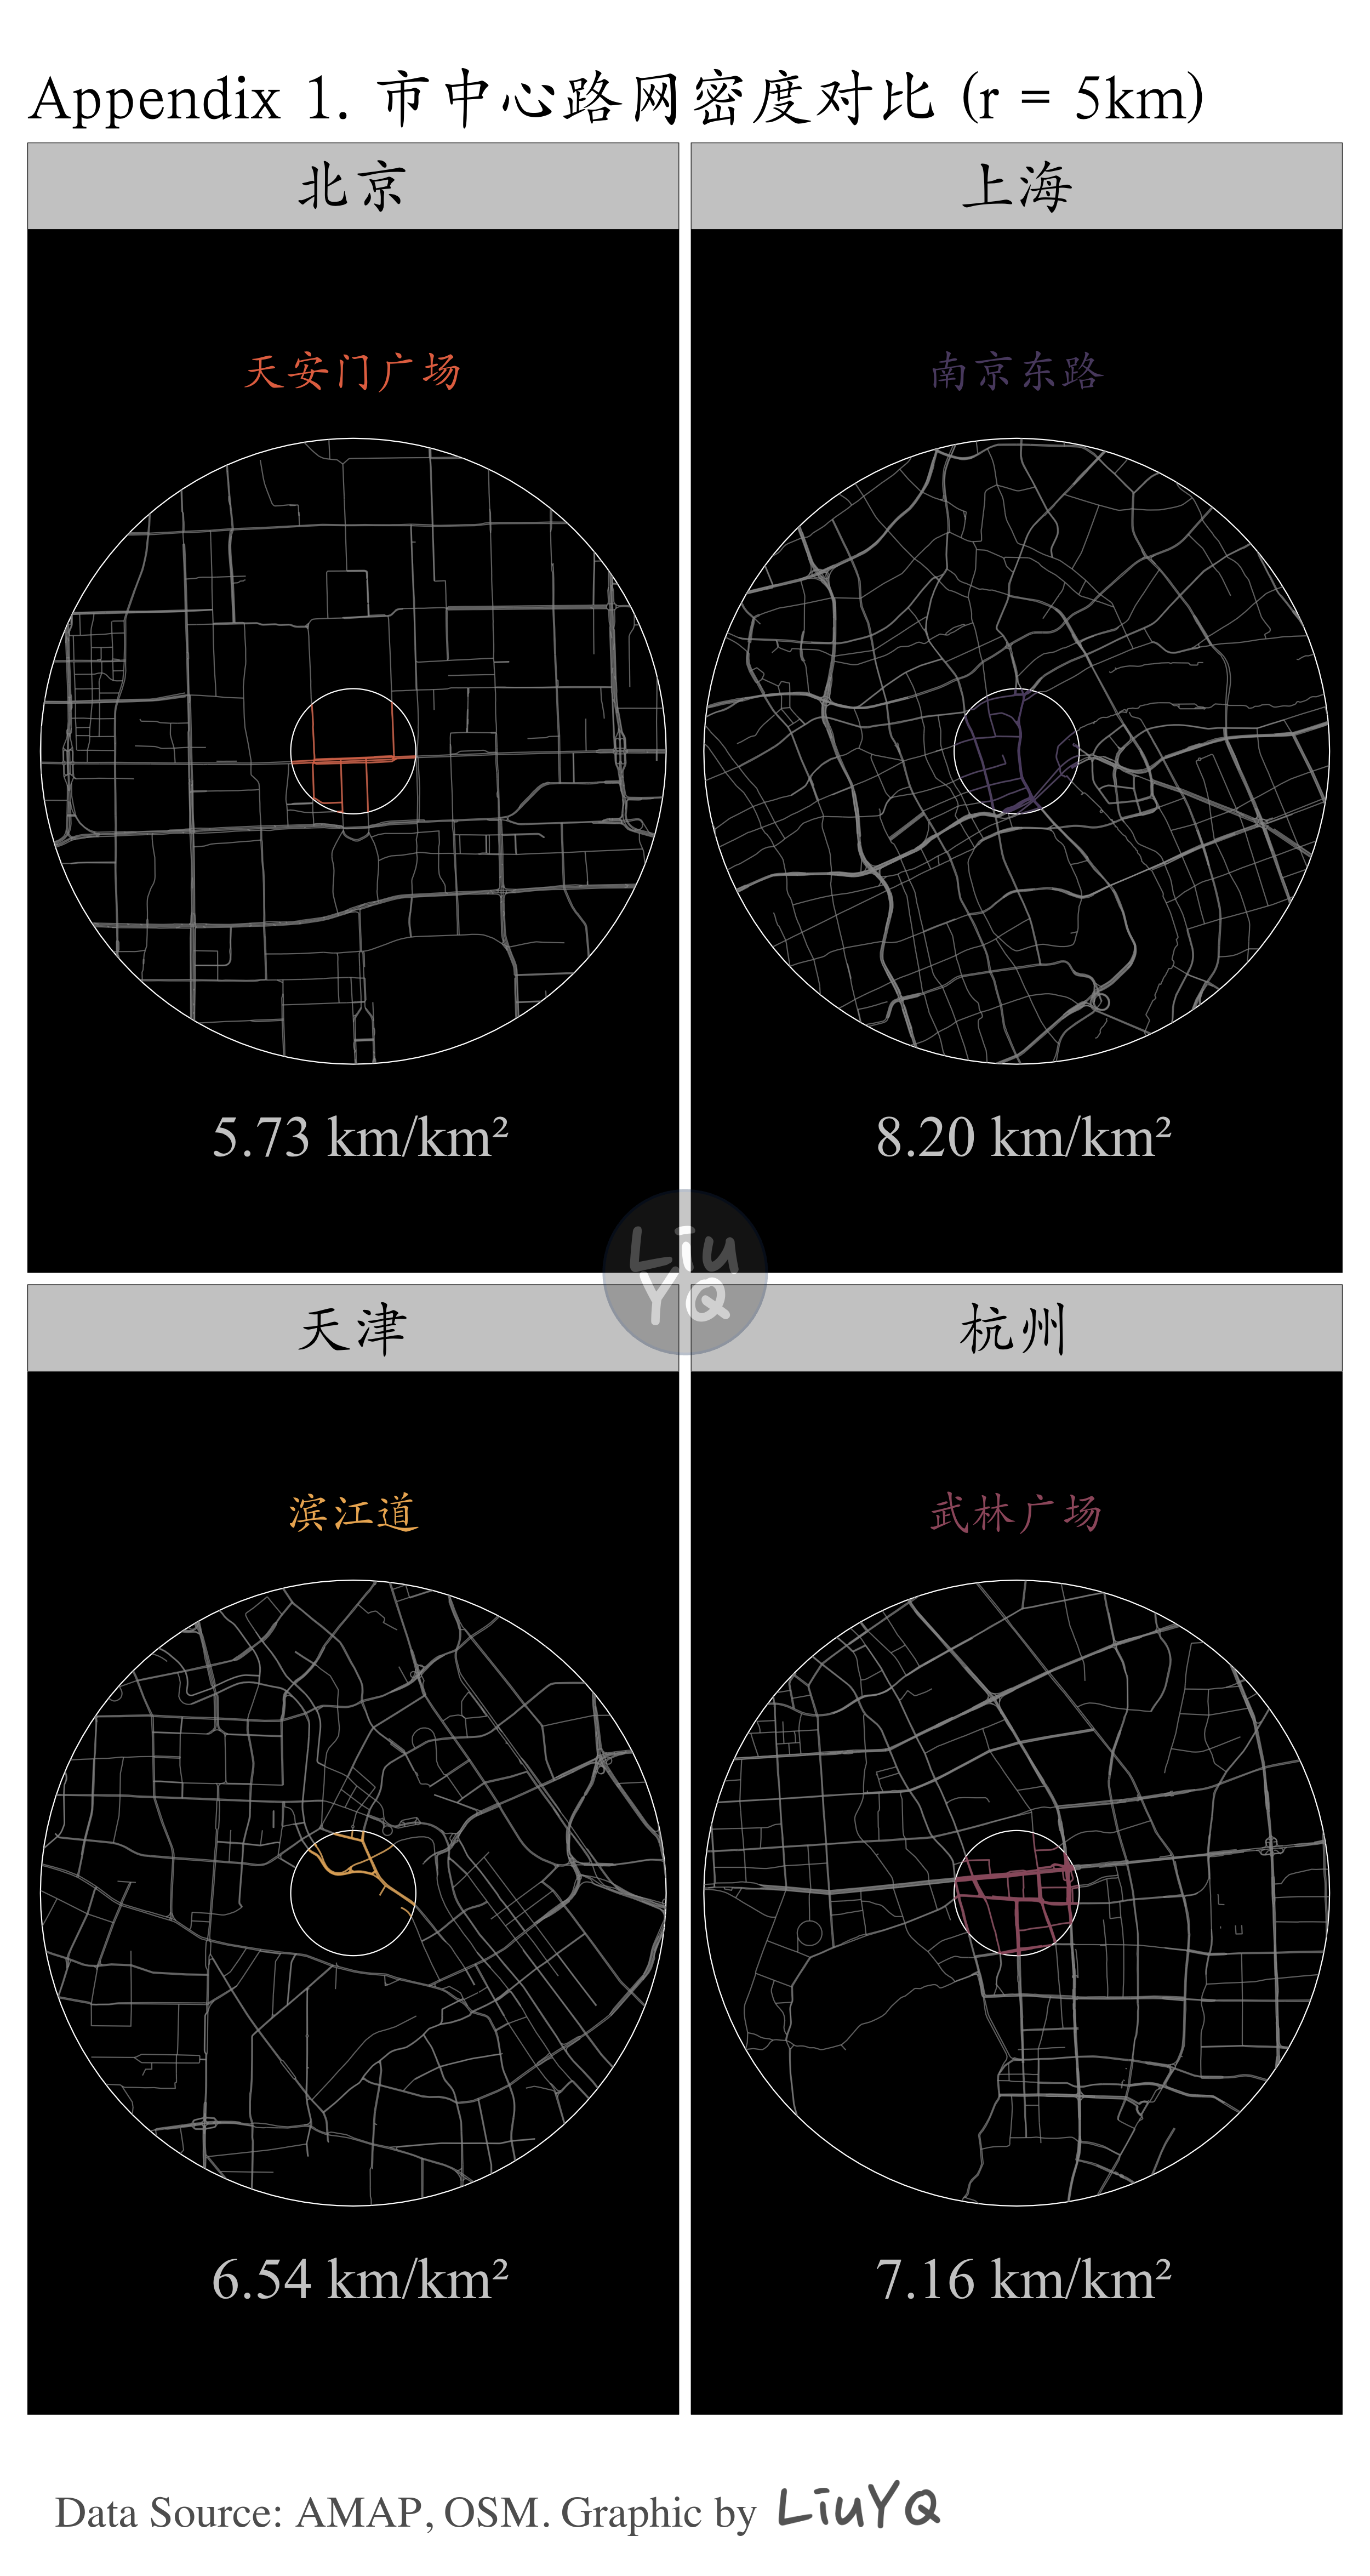 Appendix 1. 市中心路网密度对比 (r = 5km)
北京
上海
天安门广场
南京东路
5.73 km/km²
8.20 km/km²
Liu
YQ
天津
杭州
滨江道
武林广场
6.54 km/km²
7.16 km/km²
Data Source: AMAP, OSM. Graphic by LiuYQ